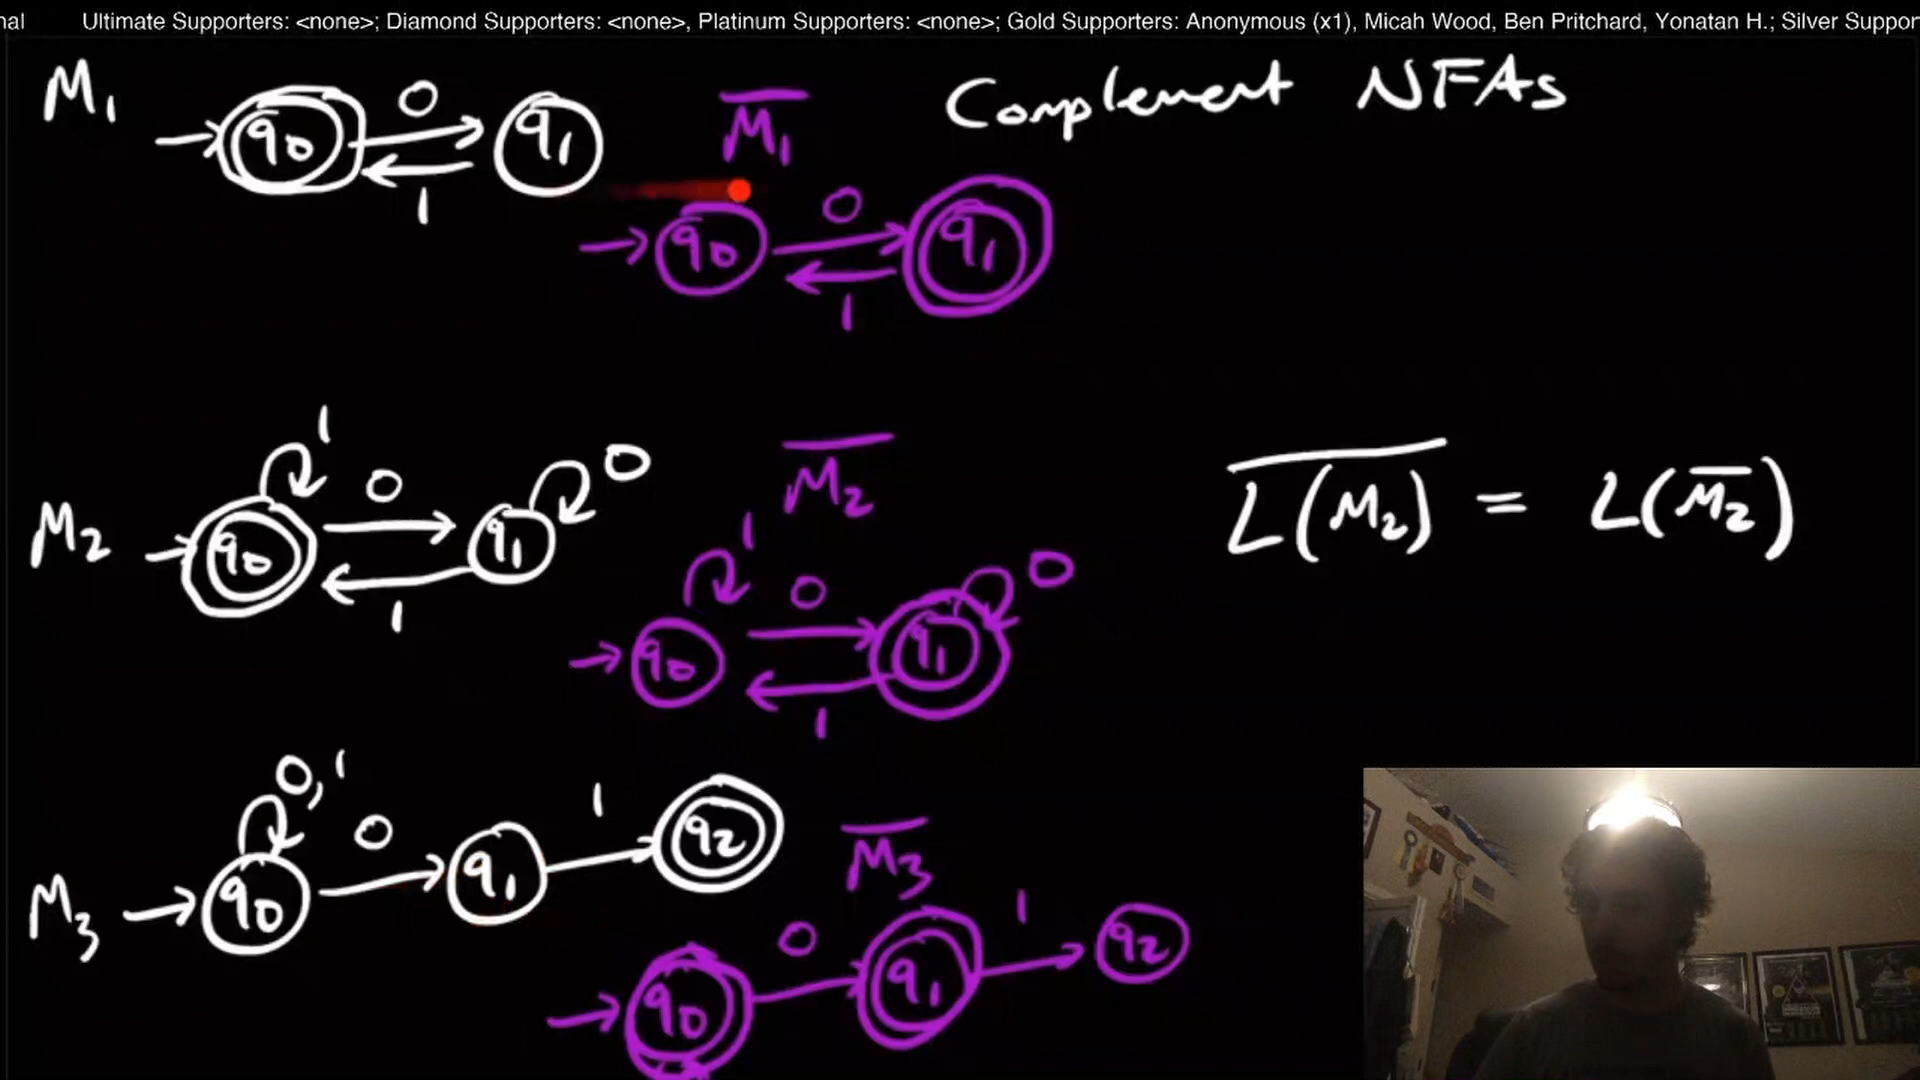 nal Ultimate Supporters: <none>; Diamond Supporters: <none>, Platinum Supporters: <none>; Gold Supporters: Anonymous (x1), Micah Wood, Ben Pritchard, Yonatan H.; Silver Suppor
Complement NFAs
M₁ q₀ 0 1 q₁
M̅₁ q₀ 0 1 q₁
M₂ q₀ 1 0 1 q₁ 0
M̅₂ q₀ 1 0 1 q₁ 0
L̅(̅M̅₂̅)̅ = L(M̅₂)
M₃ q₀ 0,1 0 q₁ 1 q₂
M̅₃ q₀ 0 q₁ 1 q₂